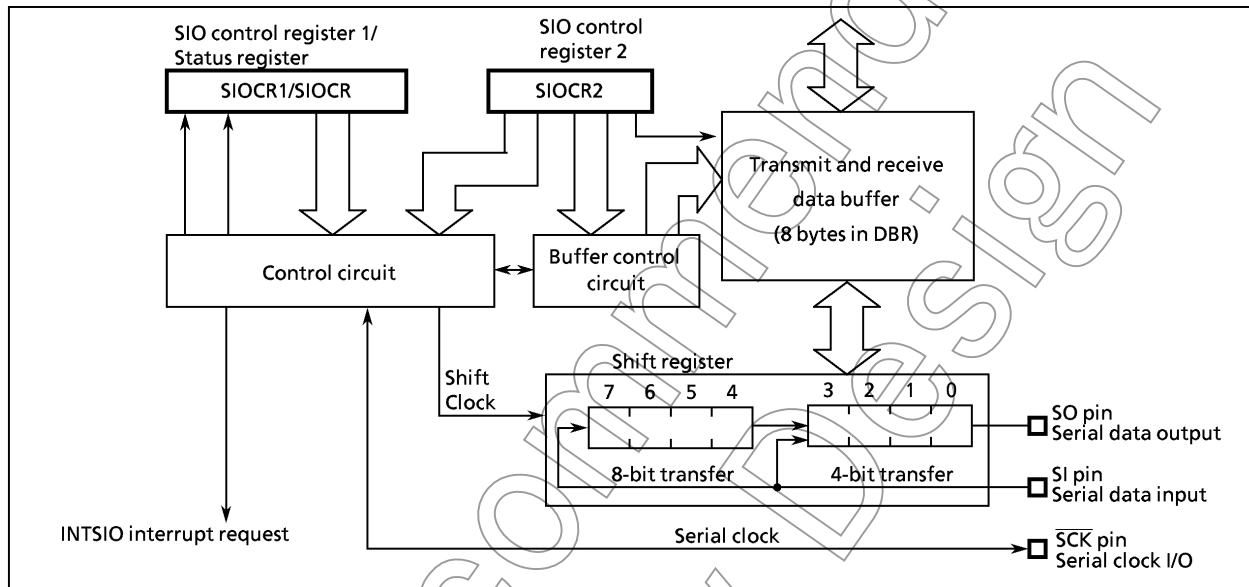 SIO control register 1/
Status register
SIO control
register 2
SIOCR1/SIOCR
SIOCR2
Transmit and receive
data buffer
(8 bytes in DBR)
Control circuit
Buffer control
circuit
Shift register
7 6 5 4 3 2 1 0
Shift
Clock
SO pin
Serial data output
8-bit transfer
4-bit transfer
SI pin
Serial data input
INTSIO interrupt request
Serial clock
SCK pin
Serial clock I/O
commend
Design